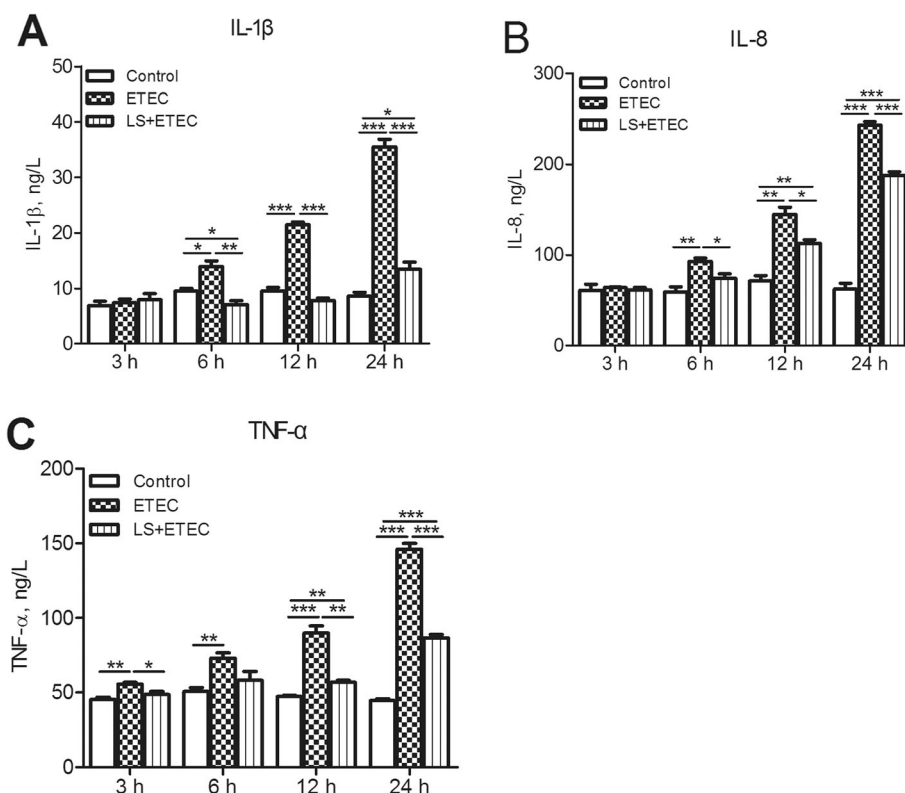 A
IL-1β
50
40
30
20
10
0
IL-1β, ng/L
Control
ETEC
LS+ETEC
*
*** ***
*** ***
*
* **
3 h 6 h 12 h 24 h
B
IL-8
300
200
100
0
IL-8, ng/L
Control
ETEC
LS+ETEC
***
*** ***
**
** *
** *
3 h 6 h 12 h 24 h
C
TNF-α
200
150
100
50
0
TNF-α, ng/L
Control
ETEC
LS+ETEC
***
*** ***
**
*** **
**
** *
3 h 6 h 12 h 24 h